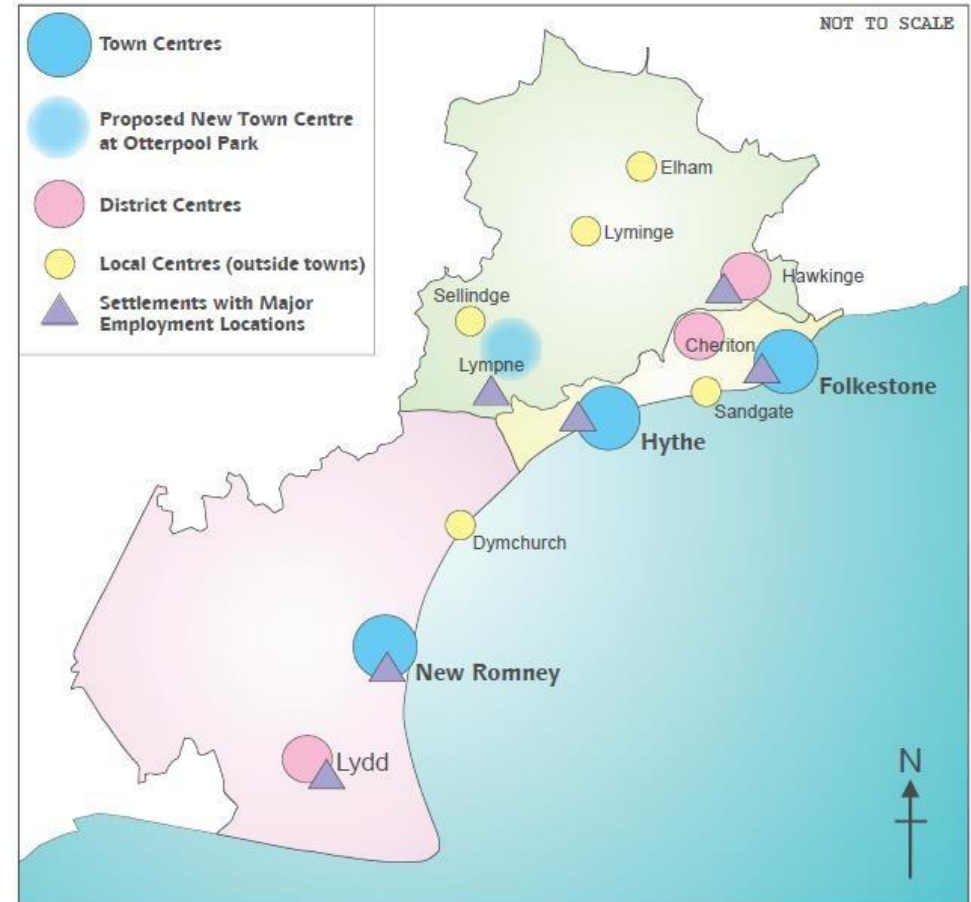 NOT TO SCALE
Town Centres
Proposed New Town Centre
at Otterpool Park
District Centres
Local Centres (outside towns)
Settlements with Major
Employment Locations
Elham
Lyminge
Hawkinge
Sellindge
Cheriton
Lympne
Folkestone
Sandgate
Hythe
Dymchurch
New Romney
Lydd
N